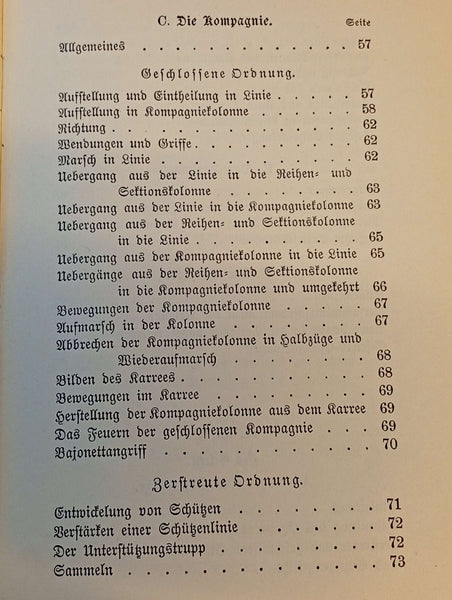 C. Die Kompagnie.
Seite
Allgemeines . . . . . . . . . . . . 57
Geschlossene Ordnung.
Aufstellung und Eintheilung in Linie . . . . . 57
Aufstellung in Kompagniekolonne . . . . . . 58
Richtung . . . . . . . . . . . . . 62
Wendungen und Griffe . . . . . . . . . 62
Marsch in Linie . . . . . . . . . . . 62
Uebergang aus der Linie in die Reihen- und
Sektionskolonne . . . . . . . . 63
Uebergang aus der Linie in die Kompagniekolonne 63
Uebergang aus der Reihen- und Sektionskolonne
in die Linie . . . . . . . . . . 65
Uebergang aus der Kompagniekolonne in die Linie 65
Uebergänge aus der Reihen- und Sektionskolonne
in die Kompagniekolonne und umgekehrt 66
Bewegungen der Kompagniekolonne . . . . . 67
Aufmarsch in der Kolonne . . . . . . . 67
Abbrechen der Kompagniekolonne in Halbzüge und
Wiederaufmarsch . . . . . . . . 68
Bilden des Karrees . . . . . . . . . . 68
Bewegungen im Karree . . . . . . . . . 69
Herstellung der Kompagniekolonne aus dem Karree 69
Das Feuern der geschlossenen Kompagnie . . . 69
Bajonettangriff . . . . . . . . . . . 70
Zerstreute Ordnung.
Entwickelung von Schützen . . . . . . . 71
Verstärken einer Schützenlinie . . . . . . . 72
Der Unterstützungstrupp . . . . . . . . 72
Sammeln . . . . . . . . . . . . . 73